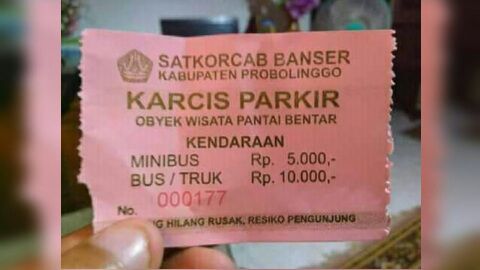 SATKORCAB BANSER
KABUPATEN PROBOLINGGO
KARCIS PARKIR
OBYEK WISATA PANTAI BENTAR
KENDARAAN
MINIBUS Rp. 5.000,-
BUS / TRUK Rp. 10.000,-
No. 000177
HILANG RUSAK, RESIKO PENGUNJUNG